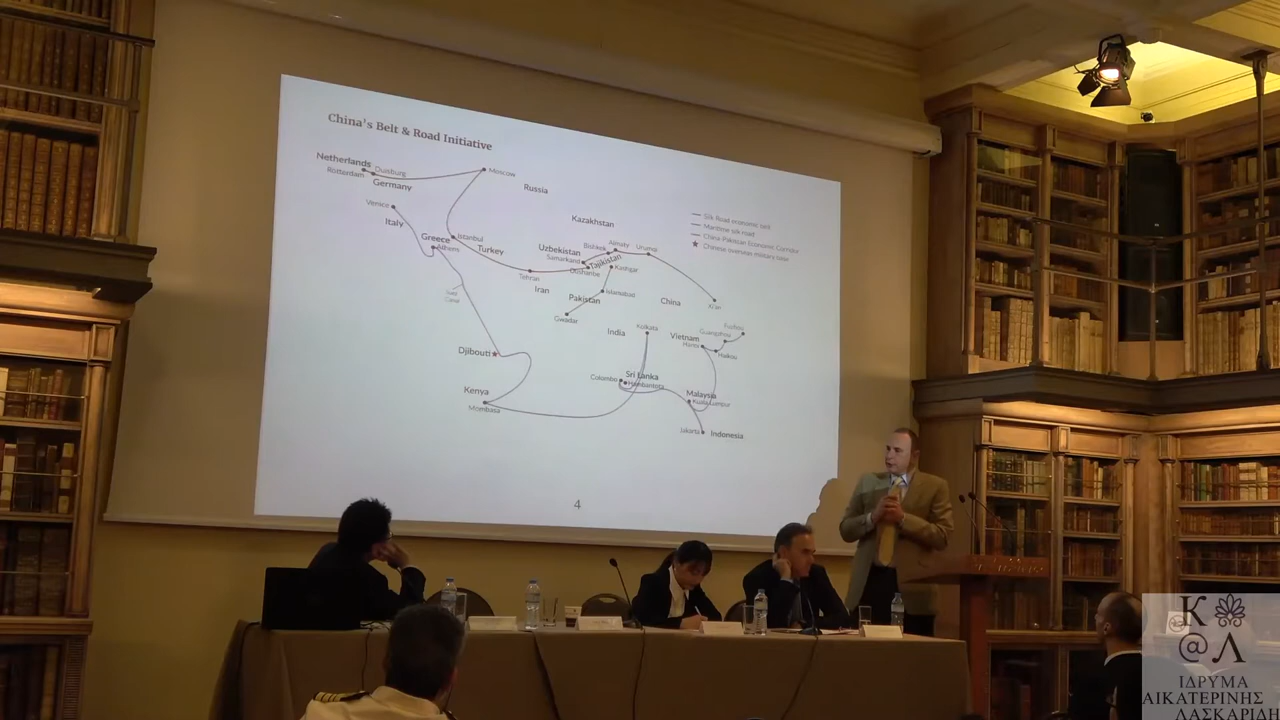 China's Belt & Road Initiative
Netherlands
Rotterdam
Duisburg
Germany
Moscow
Russia
Venice
Italy
Greece
Athens
Istanbul
Turkey
Kazakhstan
Silk Road economic belt
Maritime silk road
China-Pakistan Economic Corridor
Chinese overseas military base
Uzbekistan
Bishkek
Almaty
Urumqi
Samarkand
Tajikistan
Dushanbe
Kashgar
Tehran
Iran
Islamabad
Pakistan
Gwadar
China
Xi'an
Suez
Canal
India
Kolkata
Vietnam
Hanoi
Guangzhou
Fuzhou
Haikou
Djibouti
Colombo
Sri Lanka
Hambantota
Kenya
Mombasa
Malaysia
Kuala Lumpur
Jakarta
Indonesia
4
Κ
@Λ
ΙΔΡΥΜΑ
ΑΙΚΑΤΕΡΙΝΗΣ
ΛΑΣΚΑΡΙΔΗ